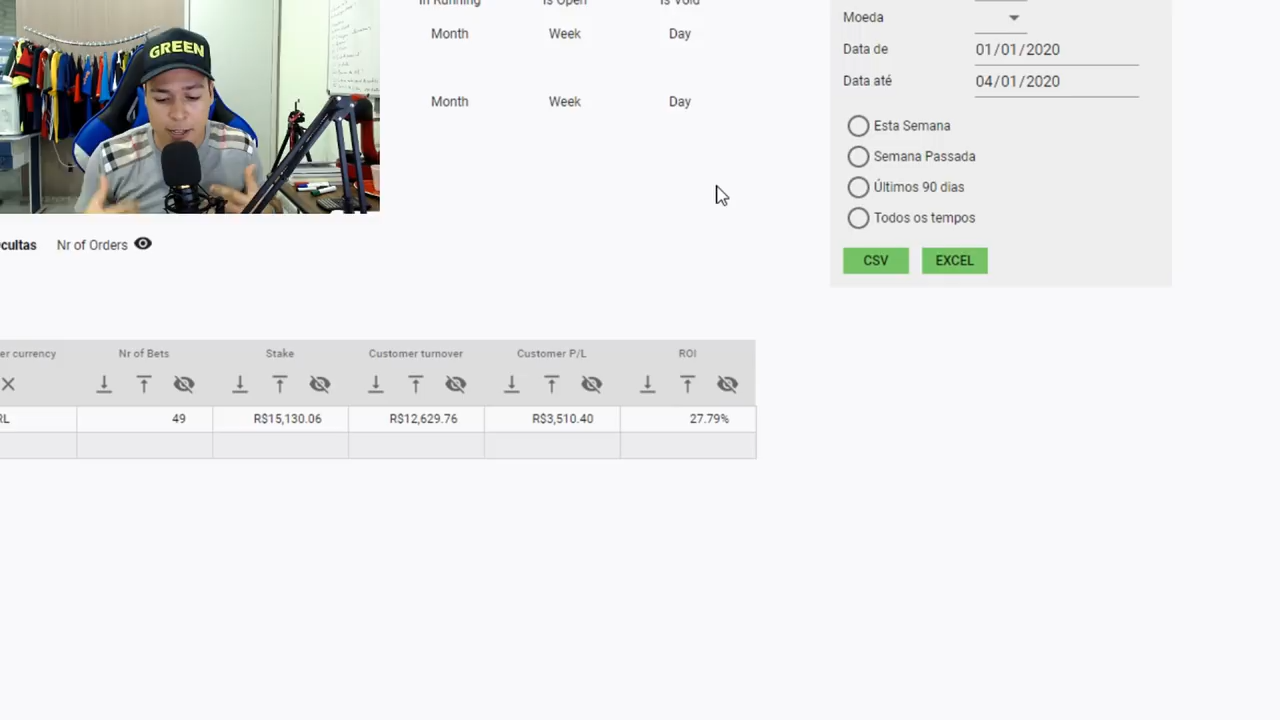 In Running Is Open Is Void
Month Week Day
Month Week Day
GREEN
Moeda
Data de 01/01/2020
Data até 04/01/2020
Esta Semana
Semana Passada
Últimos 90 dias
Todos os tempos
CSV EXCEL
cultas Nr of Orders
er currency Nr of Bets Stake Customer turnover Customer P/L ROI
RL 49 R$15,130.06 R$12,629.76 R$3,510.40 27.79%